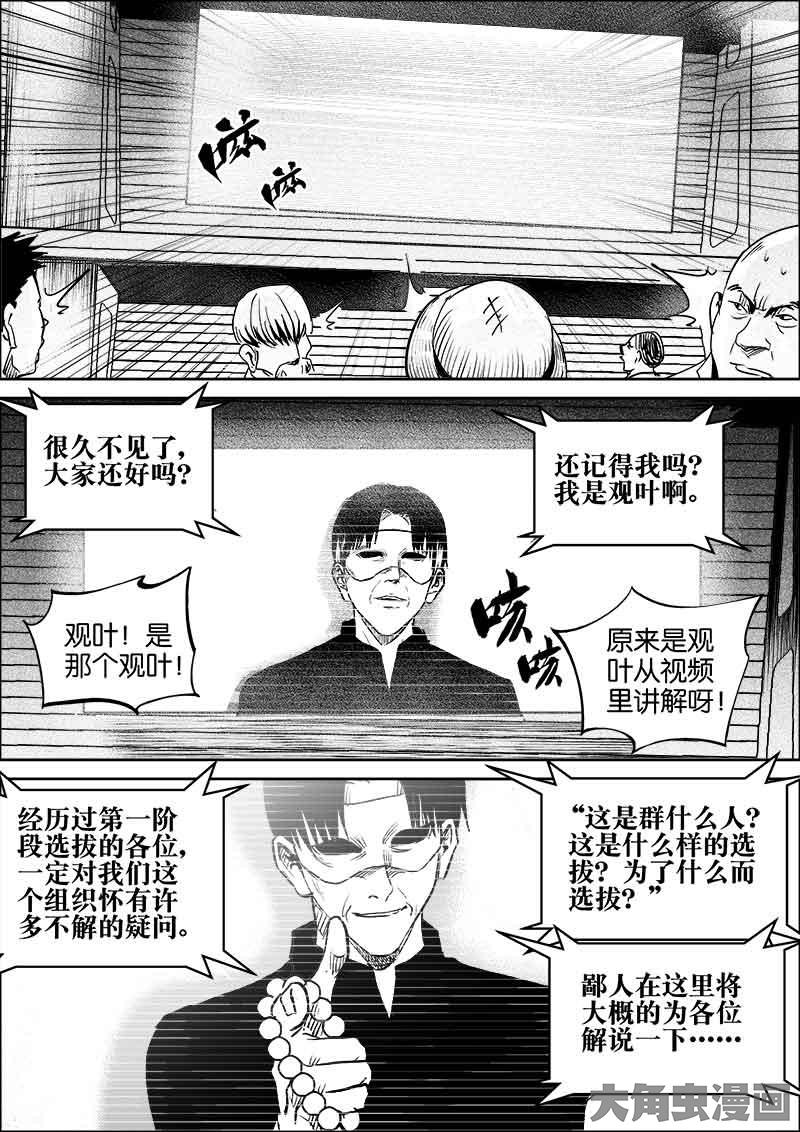 呲
呲
很久不见了，
大家还好吗？
还记得我吗？
我是观叶啊。
观叶！是
那个观叶！
咳
咳
原来是观
叶从视频
里讲解呀！
经历过第一阶
段选拔的各位，
一定对我们这
个组织怀有许
多不解的疑问。
“这是群什么人？
这是什么样的选
拔？为了什么而
选拔？”
鄙人在这里将
大概的为各位
解说一下……
大角虫漫画